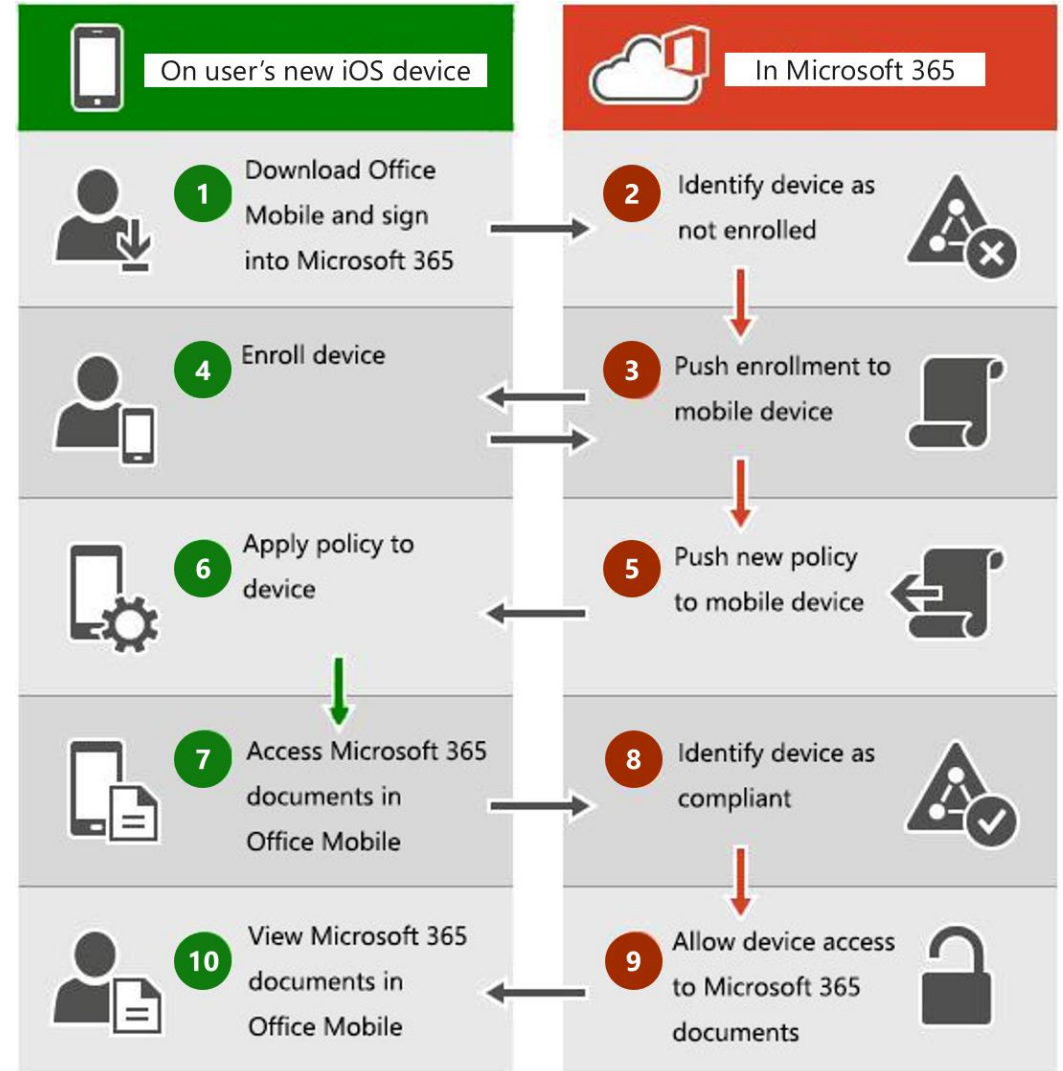 On user's new iOS device
In Microsoft 365
1
Download Office
Mobile and sign
into Microsoft 365
2
Identify device as
not enrolled
4
Enroll device
3
Push enrollment to
mobile device
6
Apply policy to
device
5
Push new policy
to mobile device
7
Access Microsoft 365
documents in
Office Mobile
8
Identify device as
compliant
10
View Microsoft 365
documents in
Office Mobile
9
Allow device access
to Microsoft 365
documents